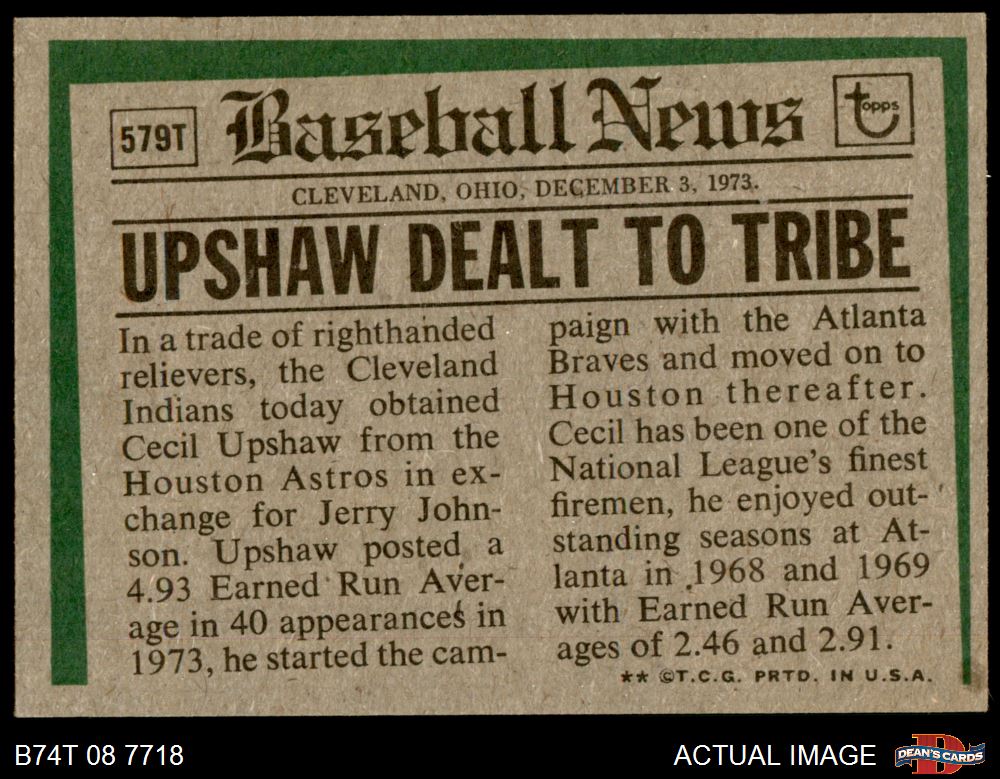 579T
Baseball News
Topps
CLEVELAND, OHIO, DECEMBER 3, 1973.
UPSHAW DEALT TO TRIBE
In a trade of righthanded
relievers, the Cleveland
Indians today obtained
Cecil Upshaw from the
Houston Astros in ex-
change for Jerry John-
son. Upshaw posted a
4.93 Earned Run Aver-
age in 40 appearances in
1973, he started the cam-
paign with the Atlanta
Braves and moved on to
Houston thereafter.
Cecil has been one of the
National League's finest
firemen, he enjoyed out-
standing seasons at At-
lanta in 1968 and 1969
with Earned Run Aver-
ages of 2.46 and 2.91.
** ©T.C.G. PRTD. IN U.S.A.
B74T 08 7718
ACTUAL IMAGE
DEAN'S CARDS